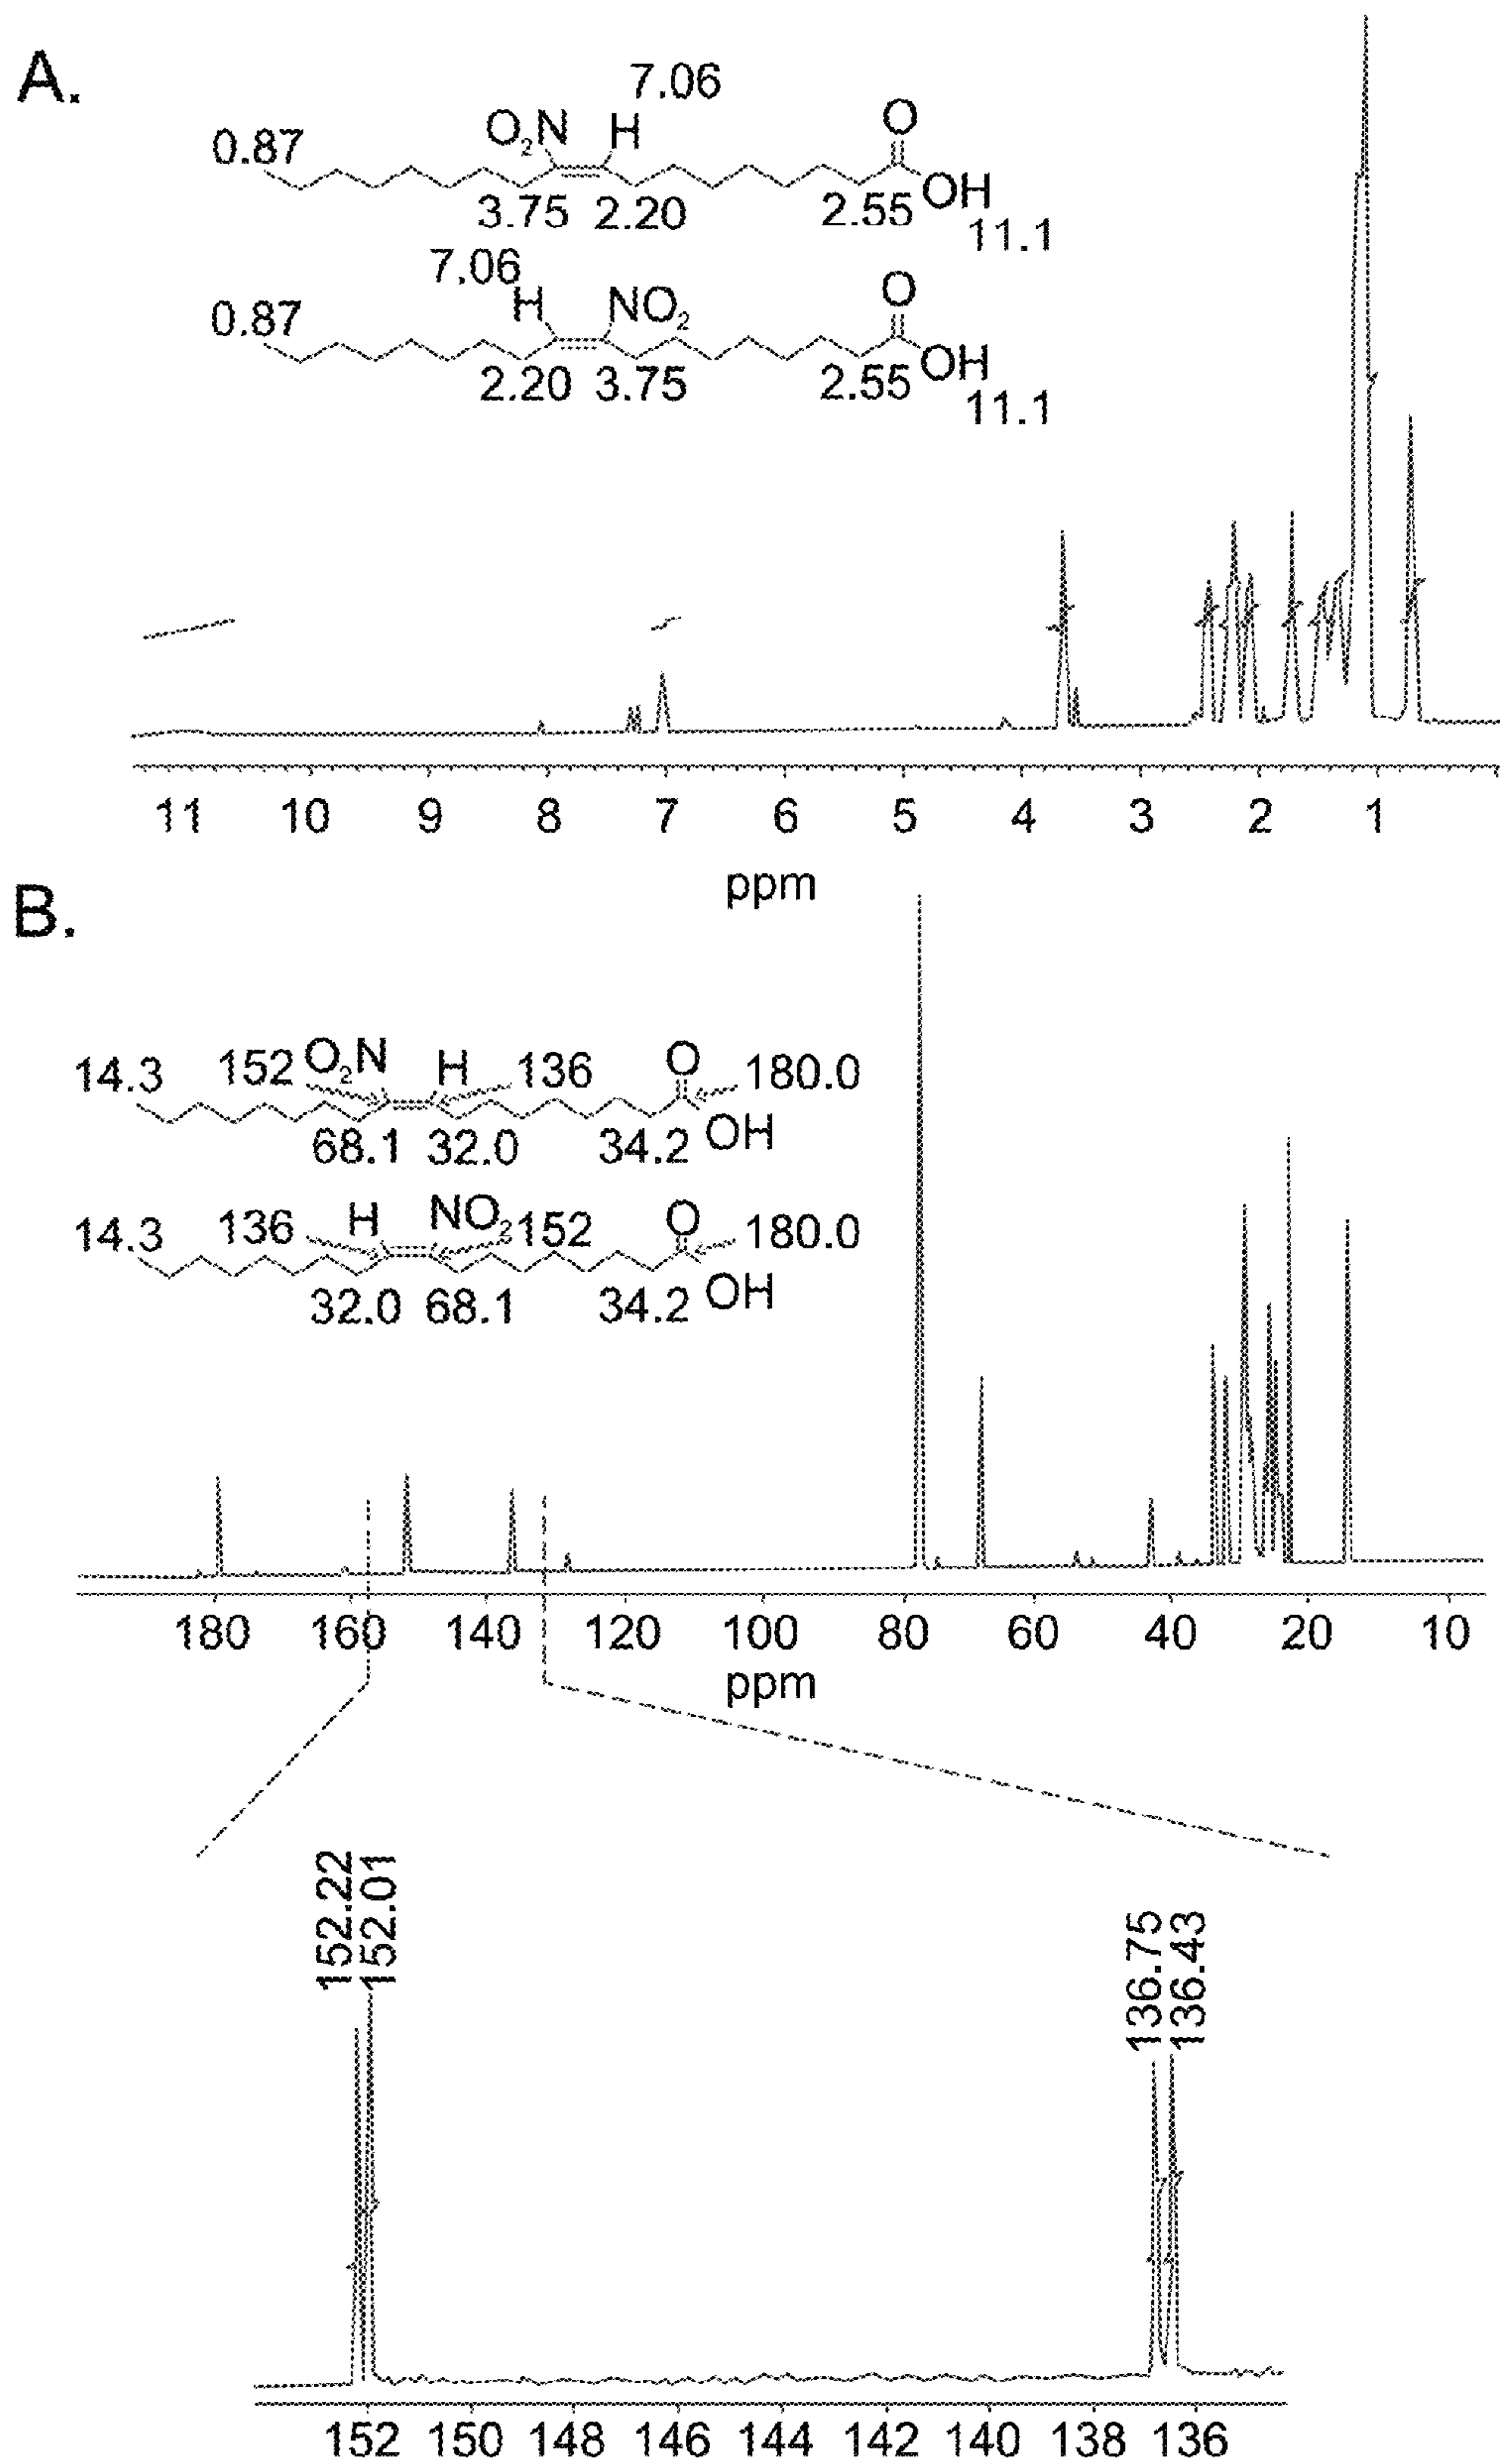 A.
7.06
O₂N H O
0.87
OH
3.75 2.20 2.55
11.1
7,06
H NO₂ O
0.87
OH
2.20 3.75 2.55
11.1
11 10 9 8 7 6 5 4 3 2 1
ppm
B.
14.3 152 O₂N H 136 O 180.0
68.1 32.0 34.2 OH
14.3 136 H NO₂ 152 O 180.0
32.0 68.1 34.2 OH
180 160 140 120 100 80 60 40 20 10
ppm
152.22
152.01
136.75
136.43
152 150 148 146 144 142 140 138 136